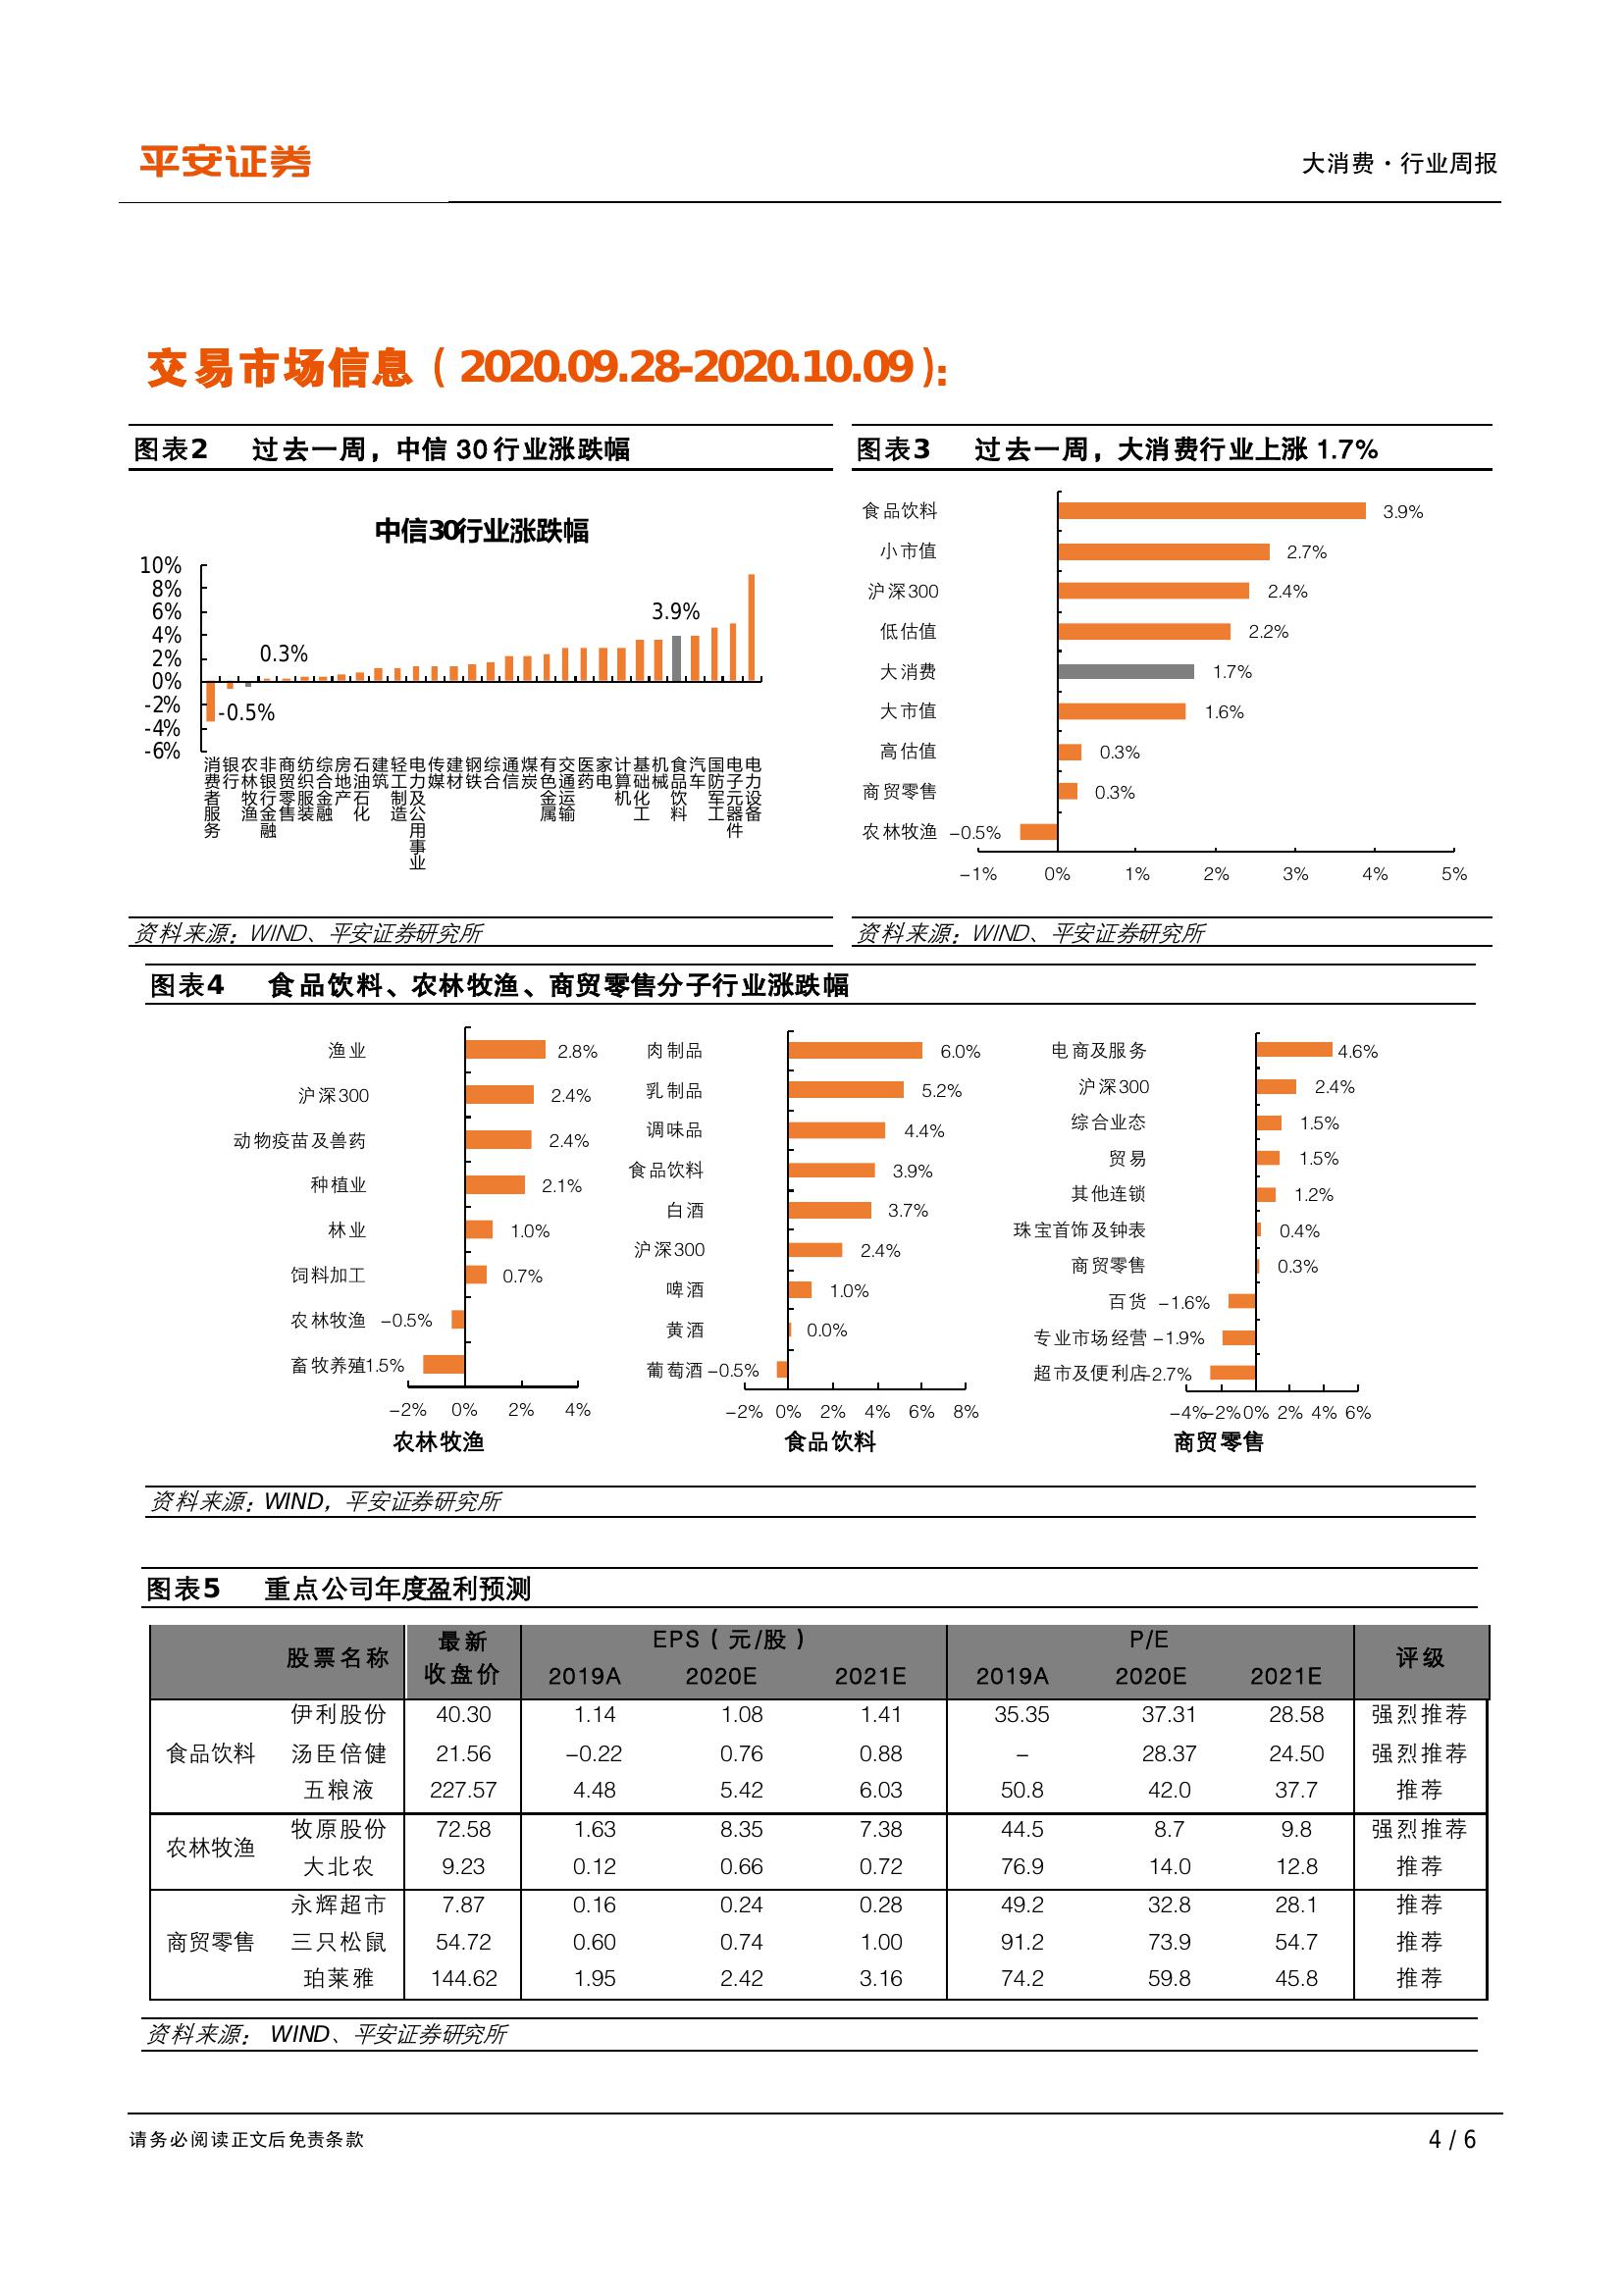 平安证券
大消费·行业周报
交易市场信息（2020.09.28-2020.10.09）：
图表2 过去一周，中信 30 行业涨跌幅
中信30行业涨跌幅
10%
8%
6%
4%
2%
0%
-2%
-4%
-6%
3.9%
0.3%
-0.5%
消费者服务
银行
农林牧渔
非银行金融
商贸零售
纺织服装
综合金融
房地产
石油石化
建筑
轻工制造
电力及公用事业
传媒
建材
钢铁
综合
通信
煤炭
有色金属
交通运输
医药
家电
计算机
基础化工
机械
食品饮料
汽车
国防军工
电子元器件
电力设备
资料来源：WIND、平安证券研究所
图表3 过去一周，大消费行业上涨 1.7%
食品饮料 3.9%
小市值 2.7%
沪深300 2.4%
低估值 2.2%
大消费 1.7%
大市值 1.6%
高估值 0.3%
商贸零售 0.3%
农林牧渔 -0.5%
-1% 0% 1% 2% 3% 4% 5%
资料来源：WIND、平安证券研究所
图表4 食品饮料、农林牧渔、商贸零售分子行业涨跌幅
渔业 2.8%
沪深300 2.4%
动物疫苗及兽药 2.4%
种植业 2.1%
林业 1.0%
饲料加工 0.7%
农林牧渔 -0.5%
畜牧养殖1.5%
-2% 0% 2% 4%
农林牧渔
肉制品 6.0%
乳制品 5.2%
调味品 4.4%
食品饮料 3.9%
白酒 3.7%
沪深300 2.4%
啤酒 1.0%
黄酒 0.0%
葡萄酒 -0.5%
-2% 0% 2% 4% 6% 8%
食品饮料
电商及服务 4.6%
沪深300 2.4%
综合业态 1.5%
贸易 1.5%
其他连锁 1.2%
珠宝首饰及钟表 0.4%
商贸零售 0.3%
百货 -1.6%
专业市场经营 -1.9%
超市及便利店-2.7%
-4% -2% 0% 2% 4% 6%
商贸零售
资料来源：WIND，平安证券研究所
图表5 重点公司年度盈利预测
股票名称 最新收盘价 EPS（元/股） P/E 评级
2019A 2020E 2021E 2019A 2020E 2021E
食品饮料 伊利股份 40.30 1.14 1.08 1.41 35.35 37.31 28.58 强烈推荐
汤臣倍健 21.56 -0.22 0.76 0.88 - 28.37 24.50 强烈推荐
五粮液 227.57 4.48 5.42 6.03 50.8 42.0 37.7 推荐
农林牧渔 牧原股份 72.58 1.63 8.35 7.38 44.5 8.7 9.8 强烈推荐
大北农 9.23 0.12 0.66 0.72 76.9 14.0 12.8 推荐
商贸零售 永辉超市 7.87 0.16 0.24 0.28 49.2 32.8 28.1 推荐
三只松鼠 54.72 0.60 0.74 1.00 91.2 73.9 54.7 推荐
珀莱雅 144.62 1.95 2.42 3.16 74.2 59.8 45.8 推荐
资料来源： WIND、平安证券研究所
请务必阅读正文后免责条款
4 / 6